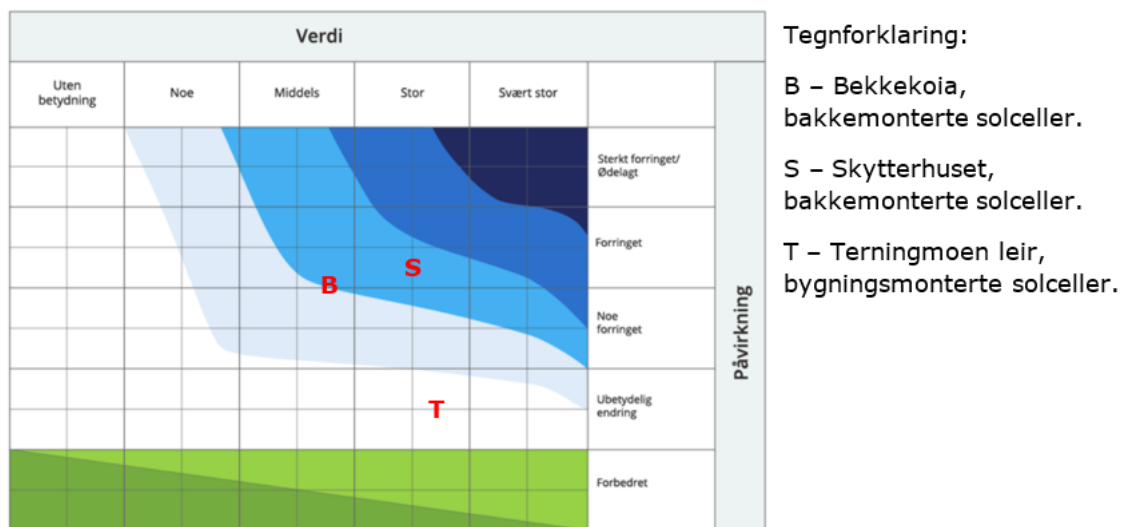 Verdi
Uten
betydning
Noe
Middels
Stor
Svært stor
Sterkt forringet/
Ødelagt
Forringet
Noe
forringet
Ubetydelig
endring
Forbedret
Påvirkning
B
S
T
Tegnforklaring:
B – Bekkekoia,
bakkemonterte solceller.
S – Skytterhuset,
bakkemonterte solceller.
T – Terningmoen leir,
bygningsmonterte solceller.